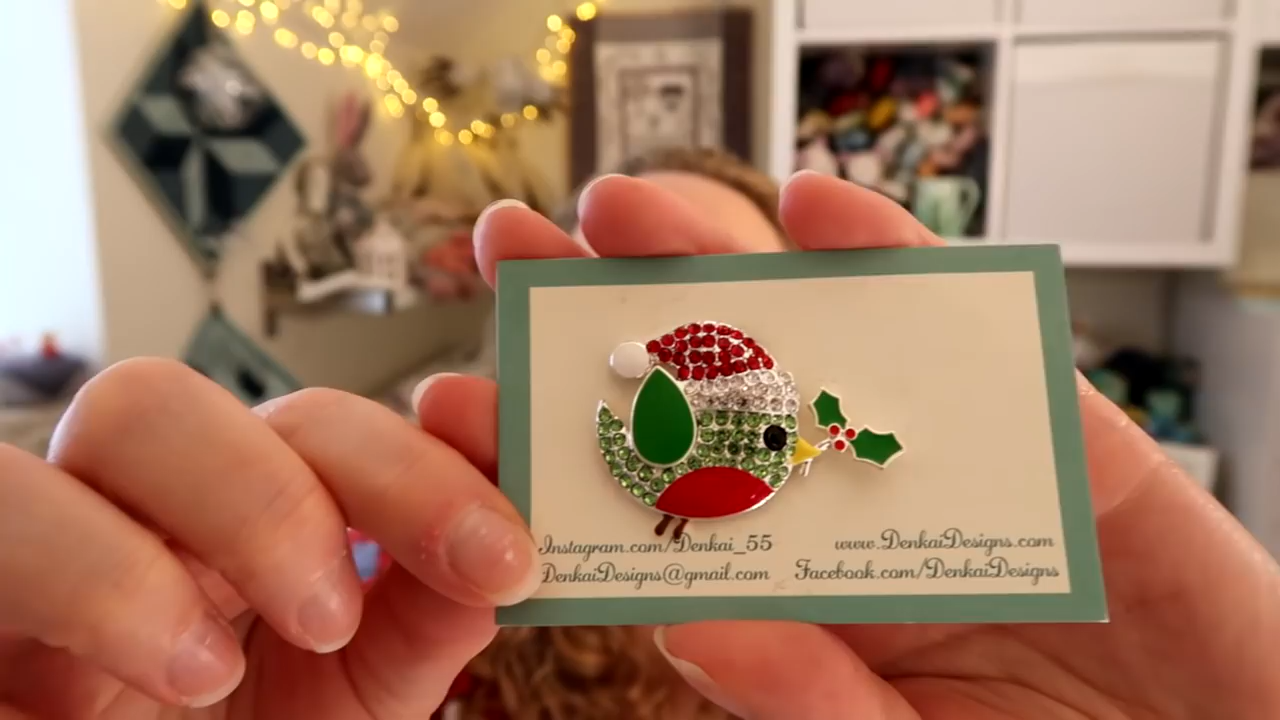 Instagram.com/Denkai_55
www.DenkaiDesigns.com
DenkaiDesigns@gmail.com
Facebook.com/DenkaiDesigns